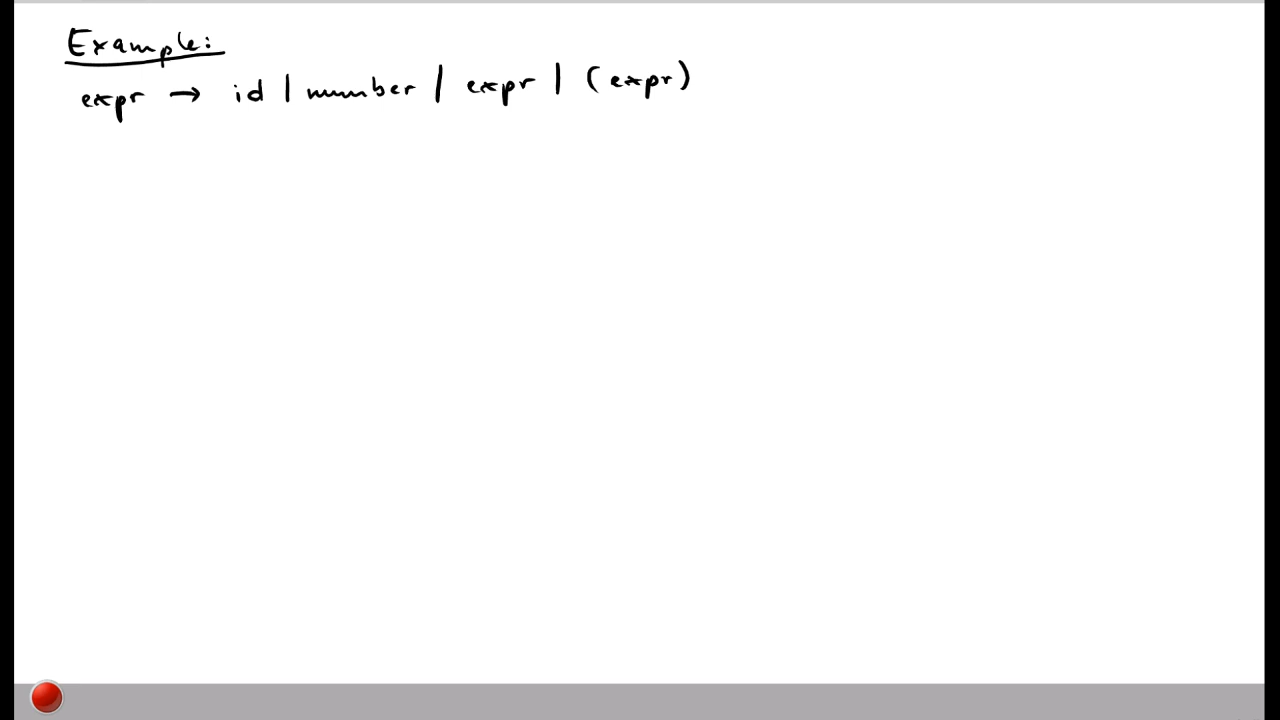 Example:
expr → id | number | expr | (expr)